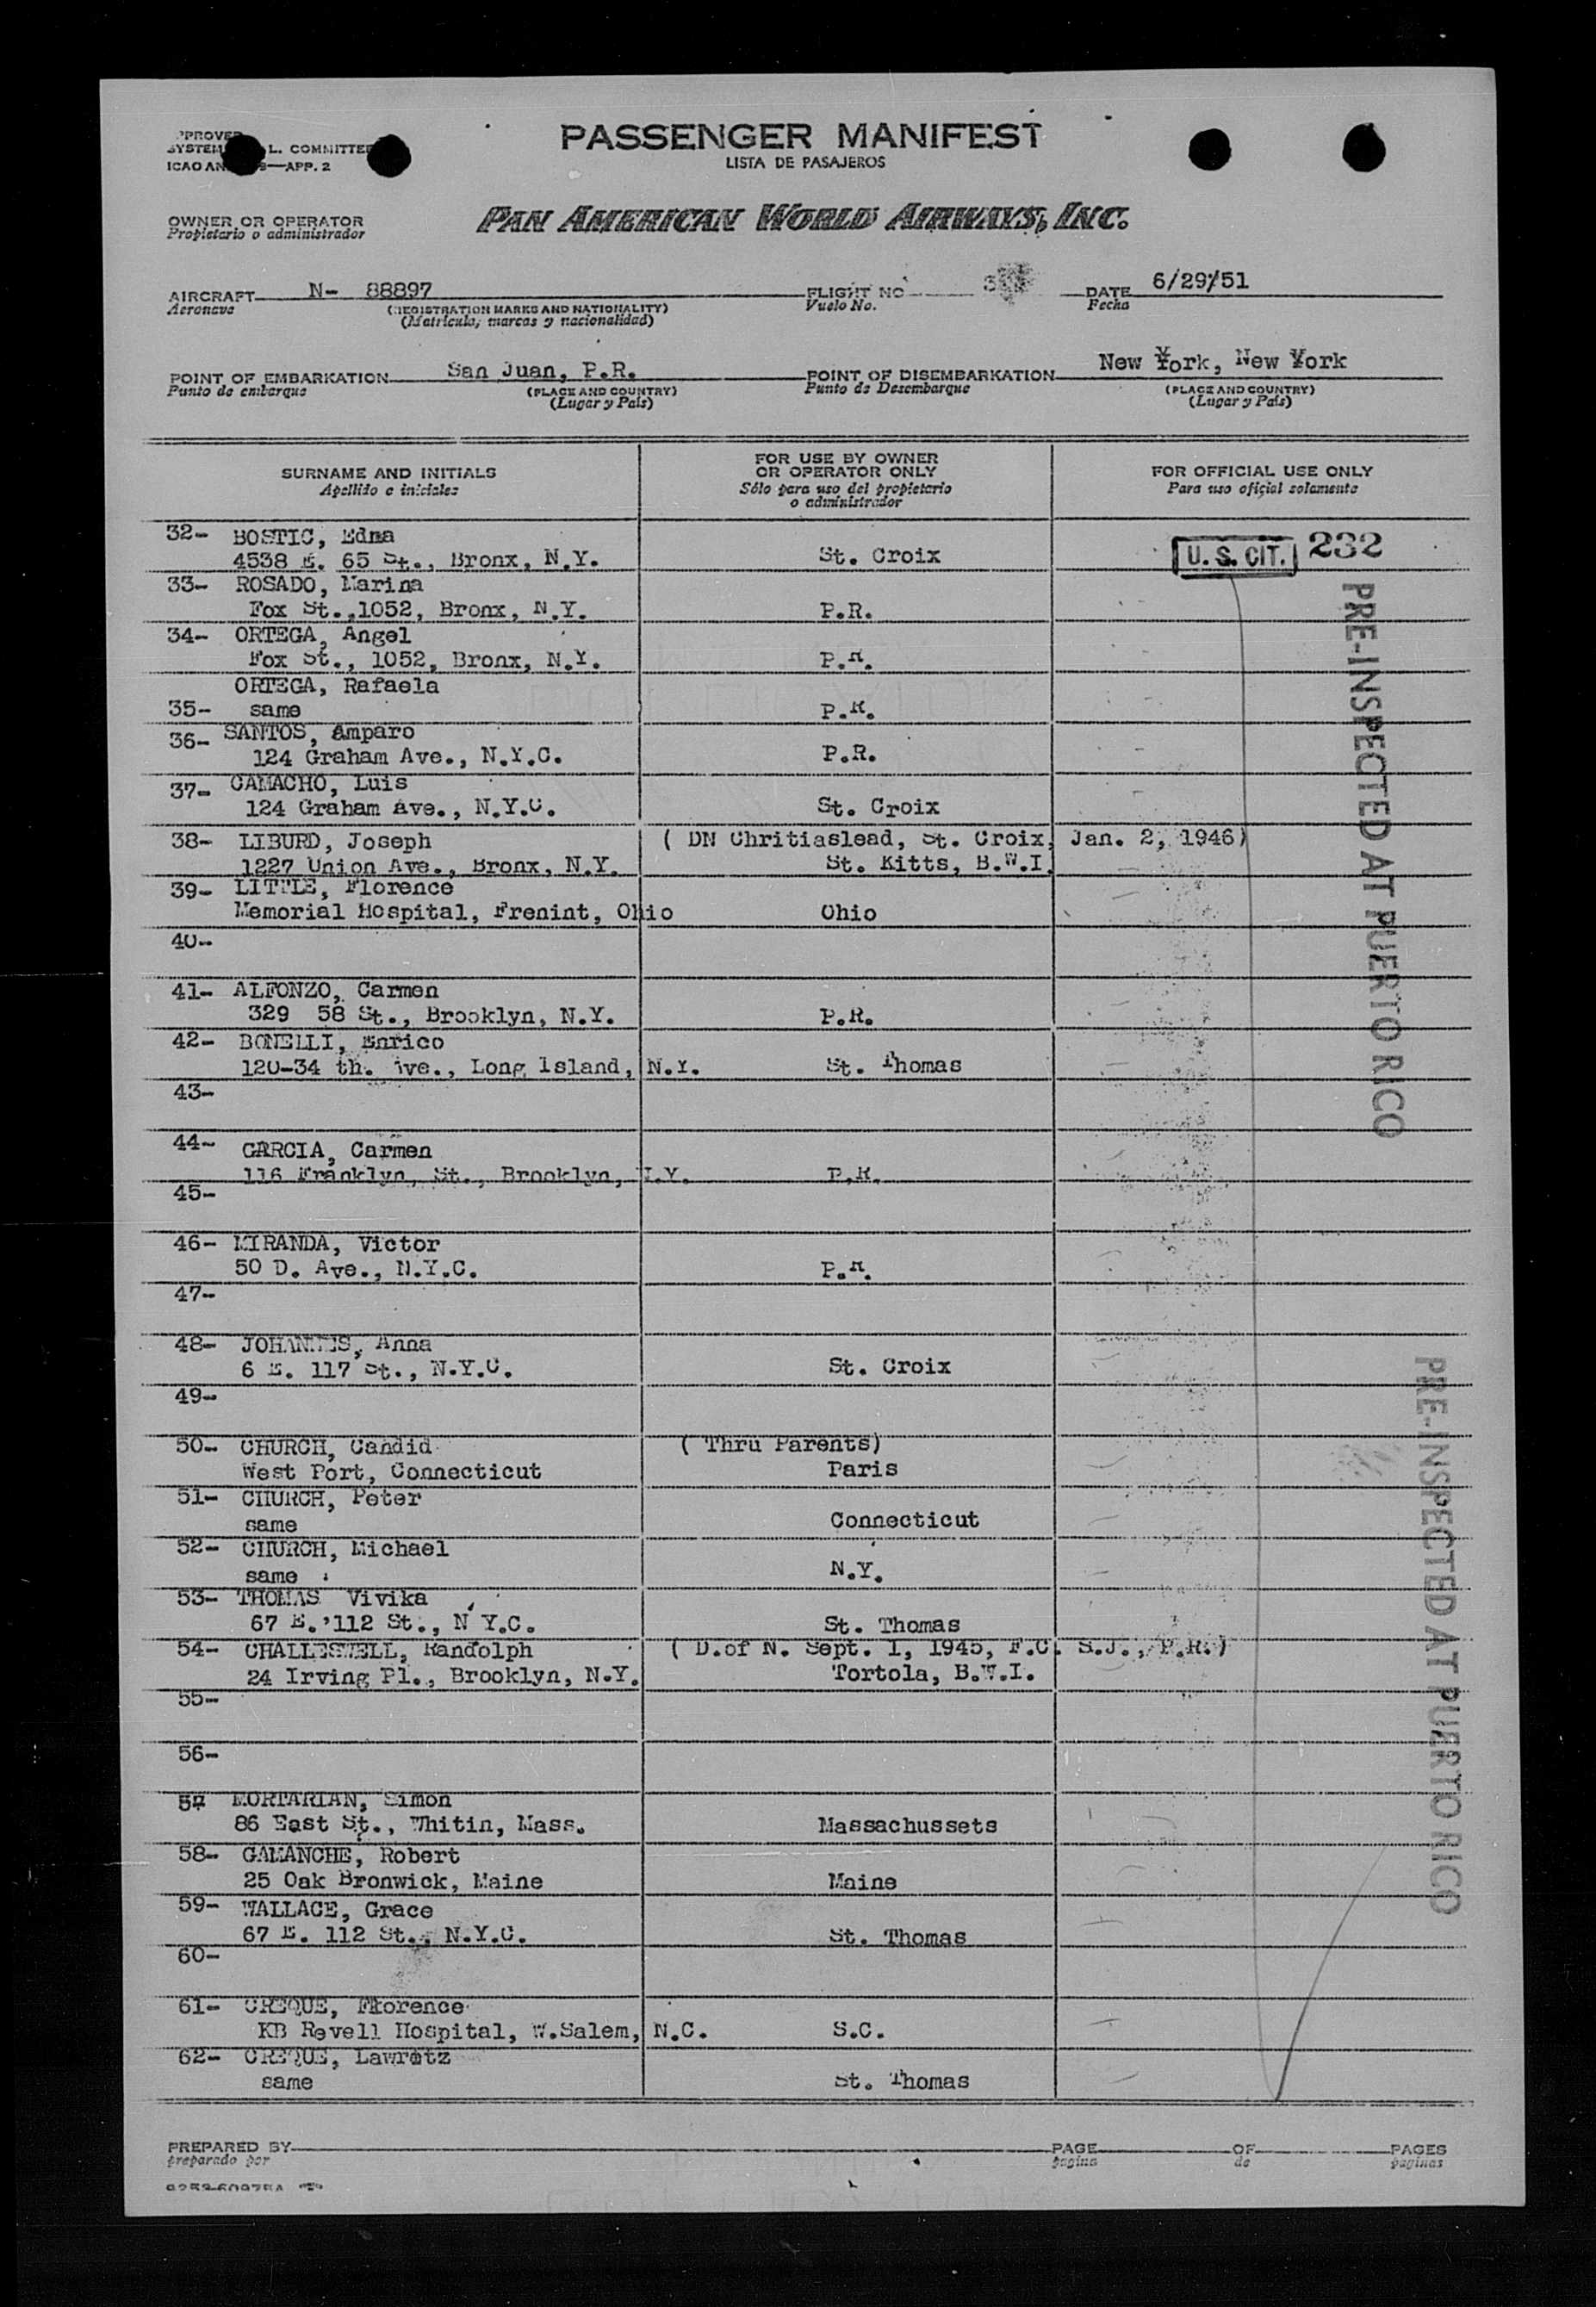 PASSENGER MANIFEST
LISTA DE PASAJEROS
L. COMMITTEE
ICAO —APP. 2
OWNER OR OPERATOR
Propietario o administrador
PAN AMERICAN WORLD AIRWAYS, INC.
AIRCRAFT N- 88897
Aeronave
(REGISTRATION MARKS AND NATIONALITY)
(Matricula, marcas y nacionalidad)
FLIGHT NO
Vuelo No.
DATE 6/29/51
Fecha
POINT OF EMBARKATION San Juan, P.R.
Punto de embarque
(PLACE AND COUNTRY)
(Lugar y Pais)
POINT OF DISEMBARKATION New York, New York
Punto de Desembarque
(PLACE AND COUNTRY)
(Lugar y Pais)
SURNAME AND INITIALS
Apellido e iniciales
FOR USE BY OWNER
OR OPERATOR ONLY
Sólo para uso del propietario
o administrador
FOR OFFICIAL USE ONLY
Para uso oficial solamente
32- BOSTIC, Edna
4538 E. 65 St., Bronx, N.Y. St. Croix U. S. CIT. 232
33- ROSADO, Marina
Fox St.,1052, Bronx, N.Y. P.R.
34- ORTEGA, Angel
Fox St., 1052, Bronx, N.Y. P.R.
ORTEGA, Rafaela
35- same P.R.
36- SANTOS, Amparo
124 Graham Ave., N.Y.C. P.R.
37- CAMACHO, Luis
124 Graham Ave., N.Y.C. St. Croix
38- LIBURD, Joseph ( DN Chritiaslead, St. Croix, Jan. 2, 1946)
1227 Union Ave., Bronx, N.Y. St. Kitts, B.W.I.
39- LITTLE, Florence
Memorial Hospital, Frenint, Ohio Ohio
40-
41- ALFONZO, Carmen
329 58 St., Brooklyn, N.Y. P.R.
42- BONELLI, Enrico
120-34 th. Ave., Long Island, N.Y. St. Thomas
43-
44- GARCIA, Carmen
116 Franklyn, St., Brooklyn, N.Y. P.R.
45-
46- MIRANDA, Victor
50 D. Ave., N.Y.C. P.R.
47-
48- JOHANNES, Anna
6 E. 117 St., N.Y.C. St. Croix
49-
50- CHURCH, Candid ( Thru Parents)
West Port, Connecticut Paris
51- CHURCH, Peter
same Connecticut
52- CHURCH, Michael
same N.Y.
53- THOMAS Vivika
67 E. 112 St., N Y.C. St. Thomas
54- CHALLESWELL, Randolph ( D.of N. Sept. 1, 1945, F.C. S.J., P.R.)
24 Irving Pl., Brooklyn, N.Y. Tortola, B.W.I.
55-
56-
57 MORTARIAN, Simon
86 East St., Whitin, Mass. Massachussets
58- GAMANCHE, Robert
25 Oak Bronwick, Maine Maine
59- WALLACE, Grace
67 E. 112 St., N.Y.C. St. Thomas
60-
61- CREQUE, Florence
KB Revell Hospital, W.Salem, N.C. S.C.
62- CREQUE,
same St. Thomas
PRE-INSPECTED AT PUERTO RICO
PRE-INSPECTED AT PUERTO RICO
PREPARED BY PAGE OF PAGES
preparado por pagina de paginas